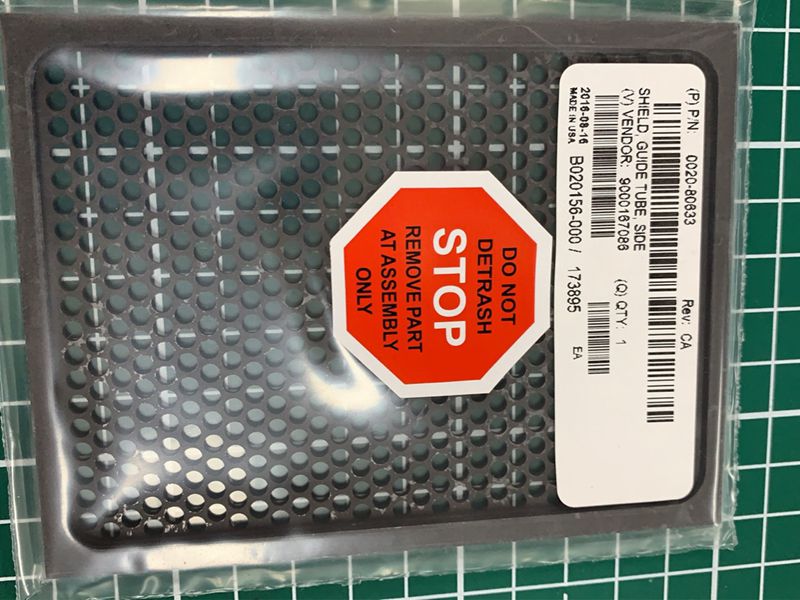 (P) P/N: 0020-80633 Rev: CA
SHIELD, GUIDE TUBE, SIDE
(V) VENDOR: 9000167086 (Q) QTY: 1
2016-08-16
MADE IN USA B020156-000 / 173895 EA
DO NOT
DETRASH
STOP
REMOVE PART
AT ASSEMBLY
ONLY